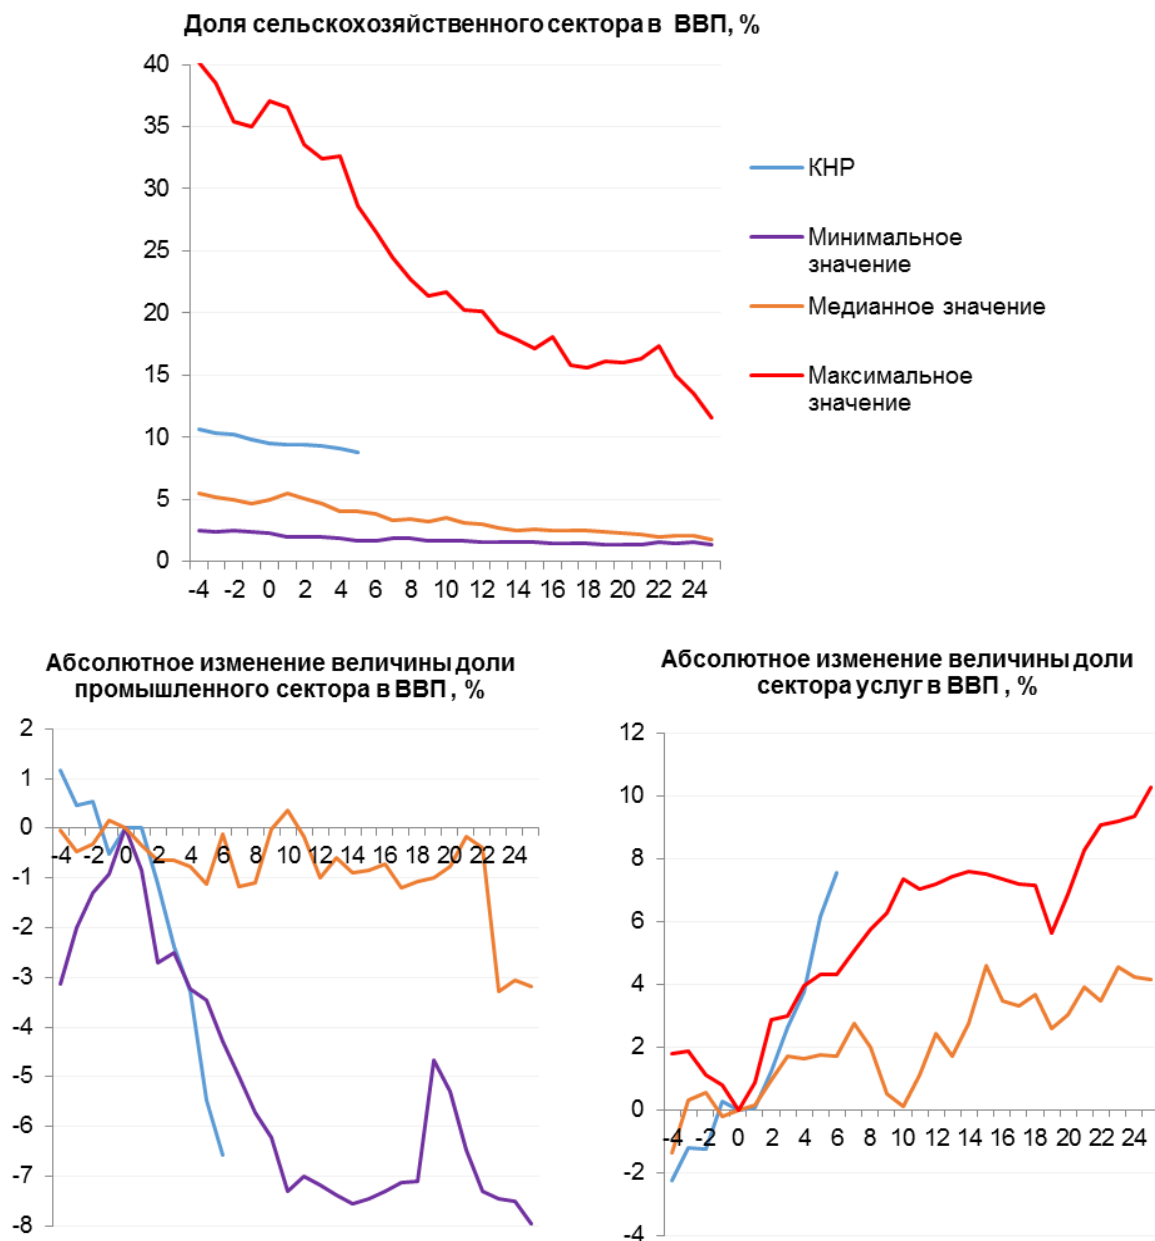 Доля сельскохозяйственного сектора в ВВП, %
40
35
30
25
20
15
10
5
0
-4 -2 0 2 4 6 8 10 12 14 16 18 20 22 24
КНР
Минимальное
значение
Медианное значение
Максимальное
значение
Абсолютное изменение величины доли
промышленного сектора в ВВП , %
2
1
0
-1
-2
-3
-4
-5
-6
-7
-8
-4 -2 0 2 4 6 8 10 12 14 16 18 20 22 24
Абсолютное изменение величины доли
сектора услуг в ВВП , %
12
10
8
6
4
2
0
-2
-4
-4 -2 0 2 4 6 8 10 12 14 16 18 20 22 24